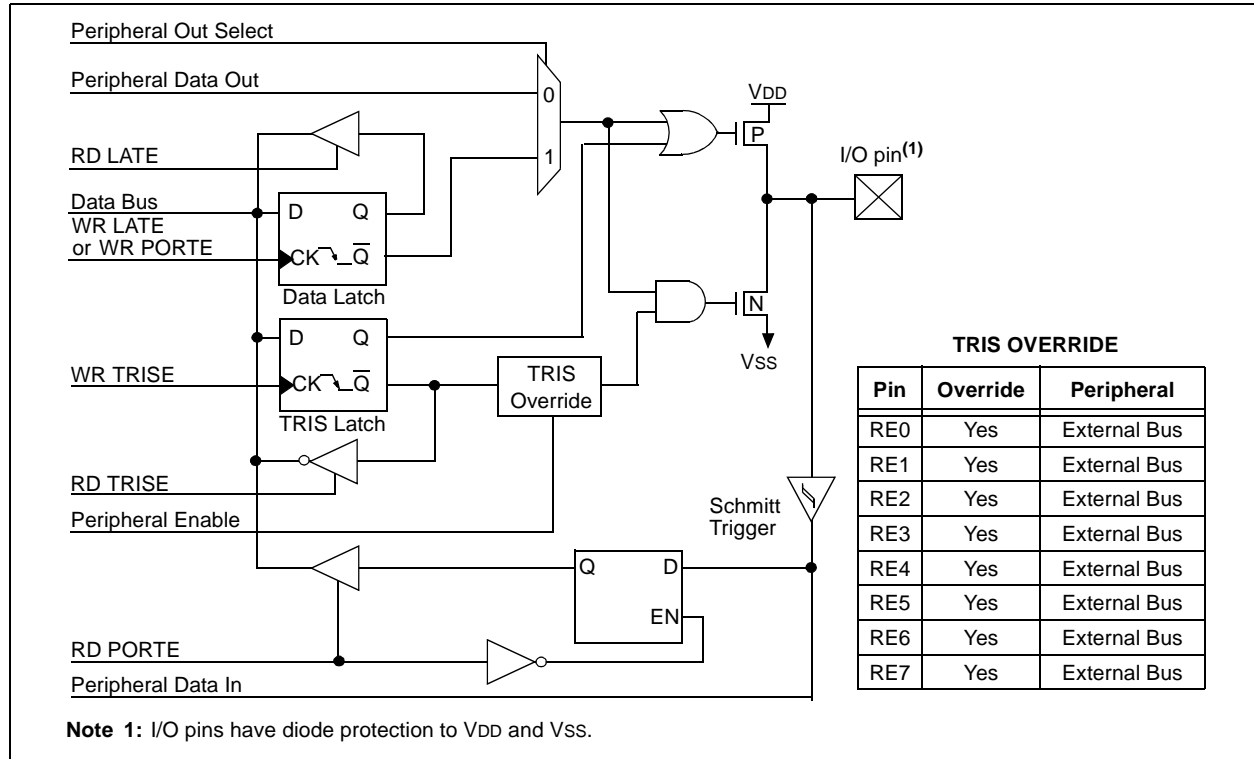 Peripheral Out Select
Peripheral Data Out
0
1
VDD
P
I/O pin(1)
RD LATE
Data Bus
WR LATE
or WR PORTE
D Q
CK Q̅
Data Latch
N
VSS
D Q
CK Q̅
TRIS Latch
WR TRISE
TRIS
Override
RD TRISE
Peripheral Enable
Schmitt
Trigger
Q D
EN
RD PORTE
Peripheral Data In
TRIS OVERRIDE
Pin Override Peripheral
RE0 Yes External Bus
RE1 Yes External Bus
RE2 Yes External Bus
RE3 Yes External Bus
RE4 Yes External Bus
RE5 Yes External Bus
RE6 Yes External Bus
RE7 Yes External Bus
Note 1: I/O pins have diode protection to VDD and VSS.